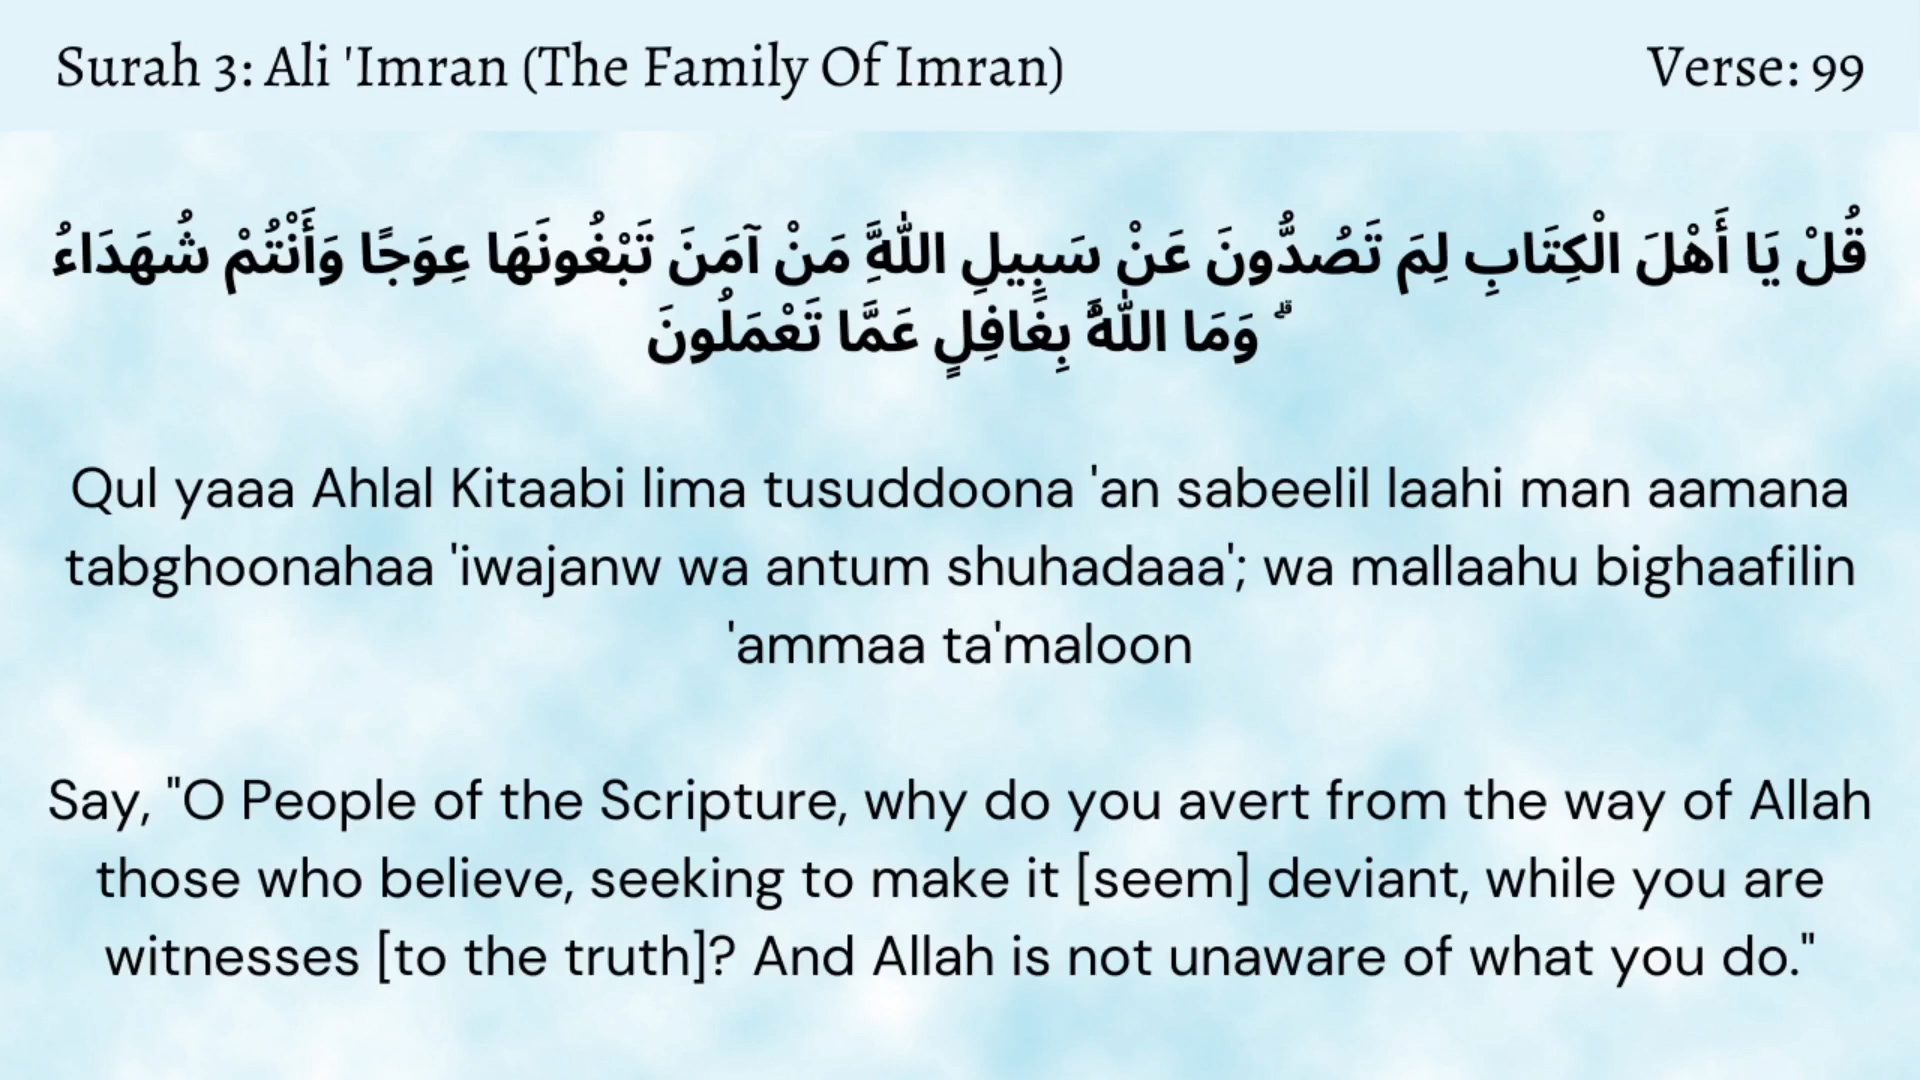 Surah 3: Ali 'Imran (The Family Of Imran)
Verse: 99
قُلْ يَا أَهْلَ الْكِتَابِ لِمَ تَصُدُّونَ عَنْ سَبِيلِ اللَّهِ مَنْ آمَنَ تَبْغُونَهَا عِوَجًا وَأَنْتُمْ شُهَدَاءُ
ۗ وَمَا اللَّهُ بِغَافِلٍ عَمَّا تَعْمَلُونَ
Qul yaaa Ahlal Kitaabi lima tusuddoona 'an sabeelil laahi man aamana
tabghoonahaa 'iwajanw wa antum shuhadaaa'; wa mallaahu bighaafilin
'ammaa ta'maloon
Say, "O People of the Scripture, why do you avert from the way of Allah
those who believe, seeking to make it [seem] deviant, while you are
witnesses [to the truth]? And Allah is not unaware of what you do."